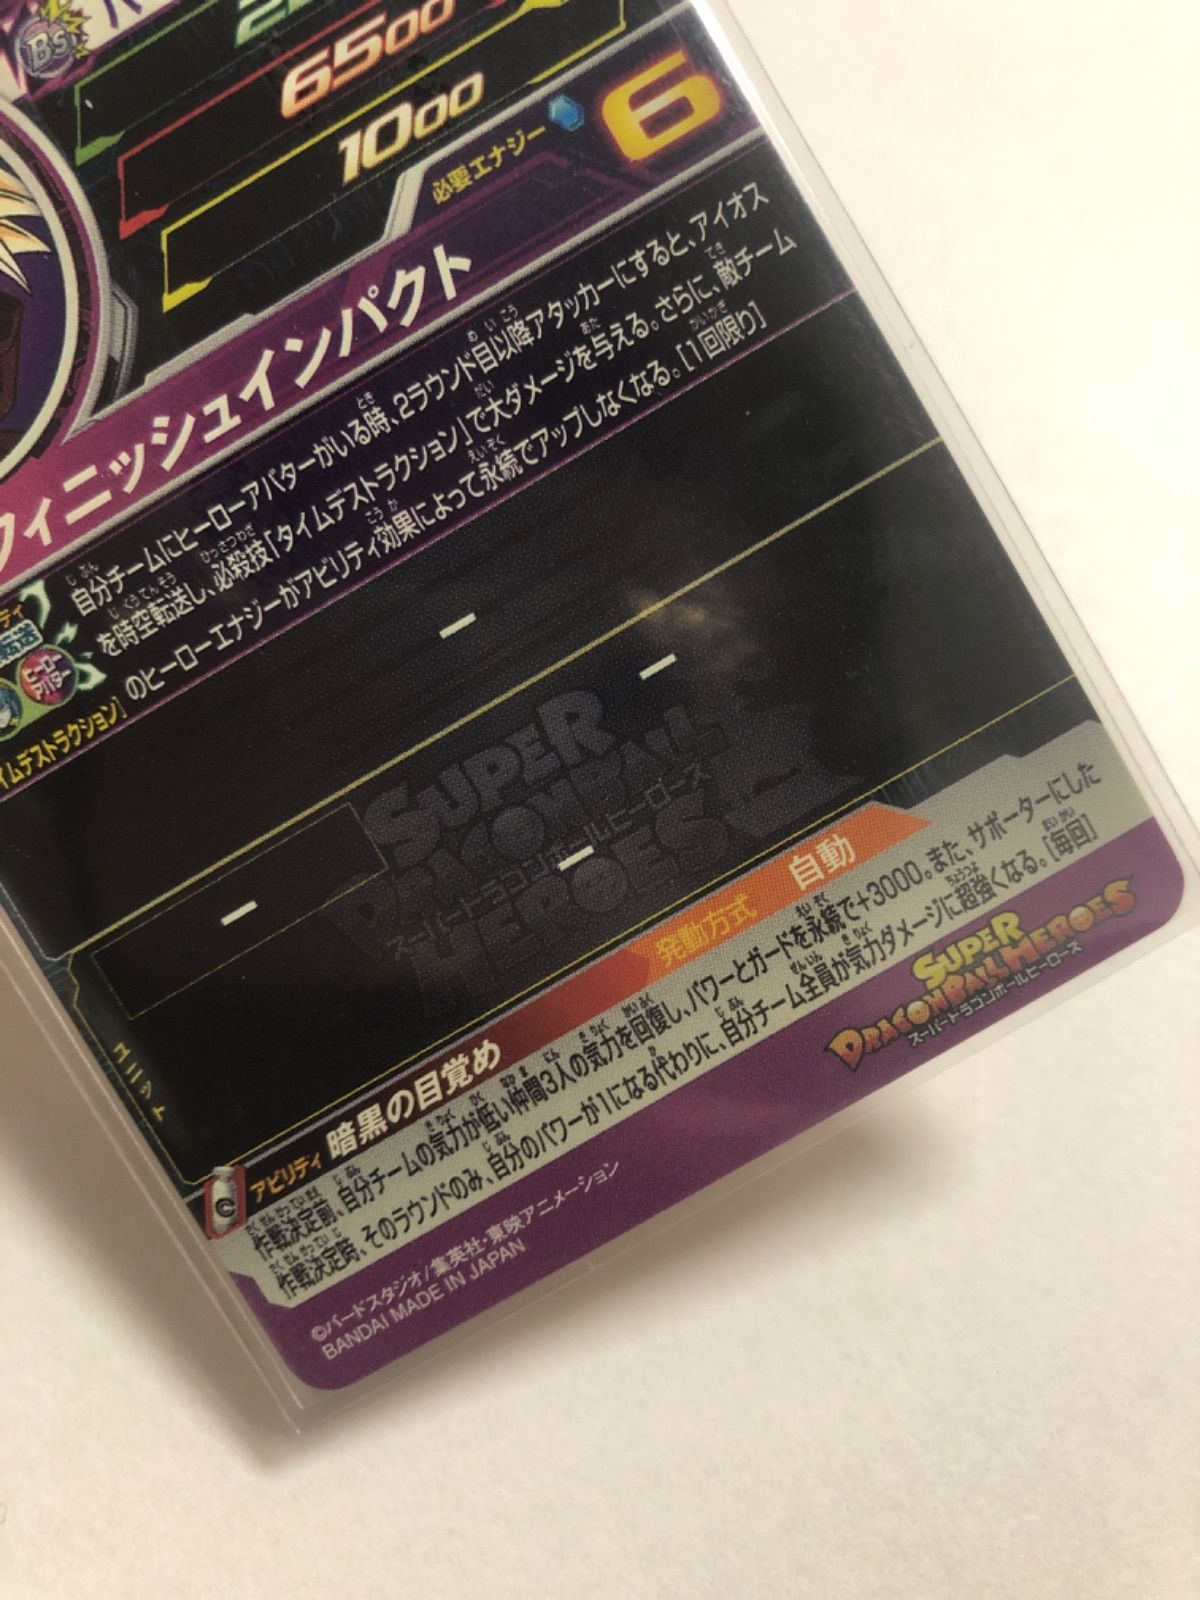 BS
6500
1000
必要エナジー
6
フィニッシュインパクト
自分チームにヒーローアバターがいる時、2ラウンド目以降アタッカーにすると、アイオス
を時空転送し、必殺技「タイムデストラクション」で大ダメージを与える。さらに、敵チーム
のヒーローエナジーがアビリティ効果によって永続でアップしなくなる。[1回限り]
ティ
転送
ヒーロー
アバター
イムデストラクション]
SUPER
DRAGONBALL
スーパードラゴンボールヒーローズ
HEROES
ユニット
アビリティ
暗黒の目覚め
発動方式
自動
作戦決定前、自分チームの気力が低い仲間3人の気力を回復し、パワーとガードを永続で+3000。また、サポーターにした
作戦決定時、そのラウンドのみ、自分のパワーが1になる代わりに、自分チーム全員が気力ダメージに超強くなる。[毎回]
SUPER
DRAGONBALL HEROES
スーパードラゴンボールヒーローズ
©バードスタジオ/集英社・東映アニメーション
BANDAI MADE IN JAPAN